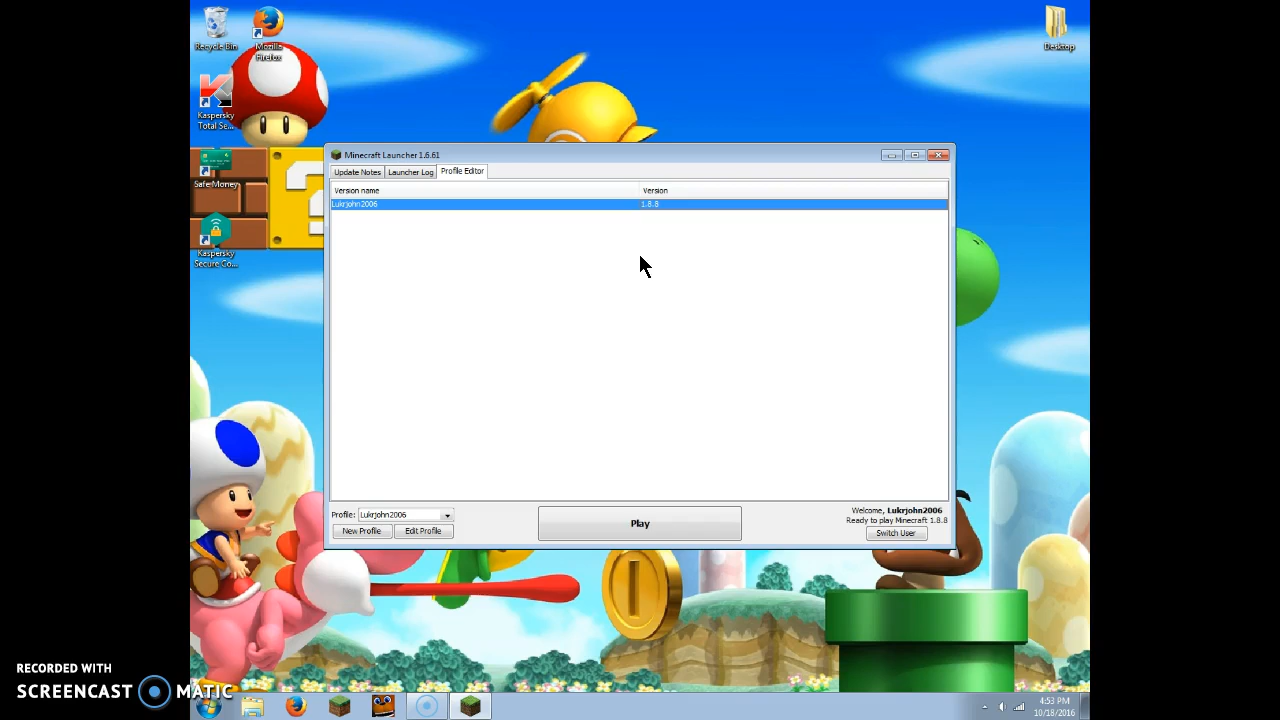 Recycle Bin
Mozilla
Firefox
Desktop
Kaspersky
Total Se...
Safe Money
Kaspersky
Secure Co...
Minecraft Launcher 1.6.61
Update Notes
Launcher Log
Profile Editor
Version name
Version
Lukrjohn2006
1.8.8
Profile:
Lukrjohn2006
New Profile
Edit Profile
Play
Welcome, Lukrjohn2006
Ready to play Minecraft 1.8.8
Switch User
RECORDED WITH
SCREENCAST MATIC
4:53 PM
10/18/2016